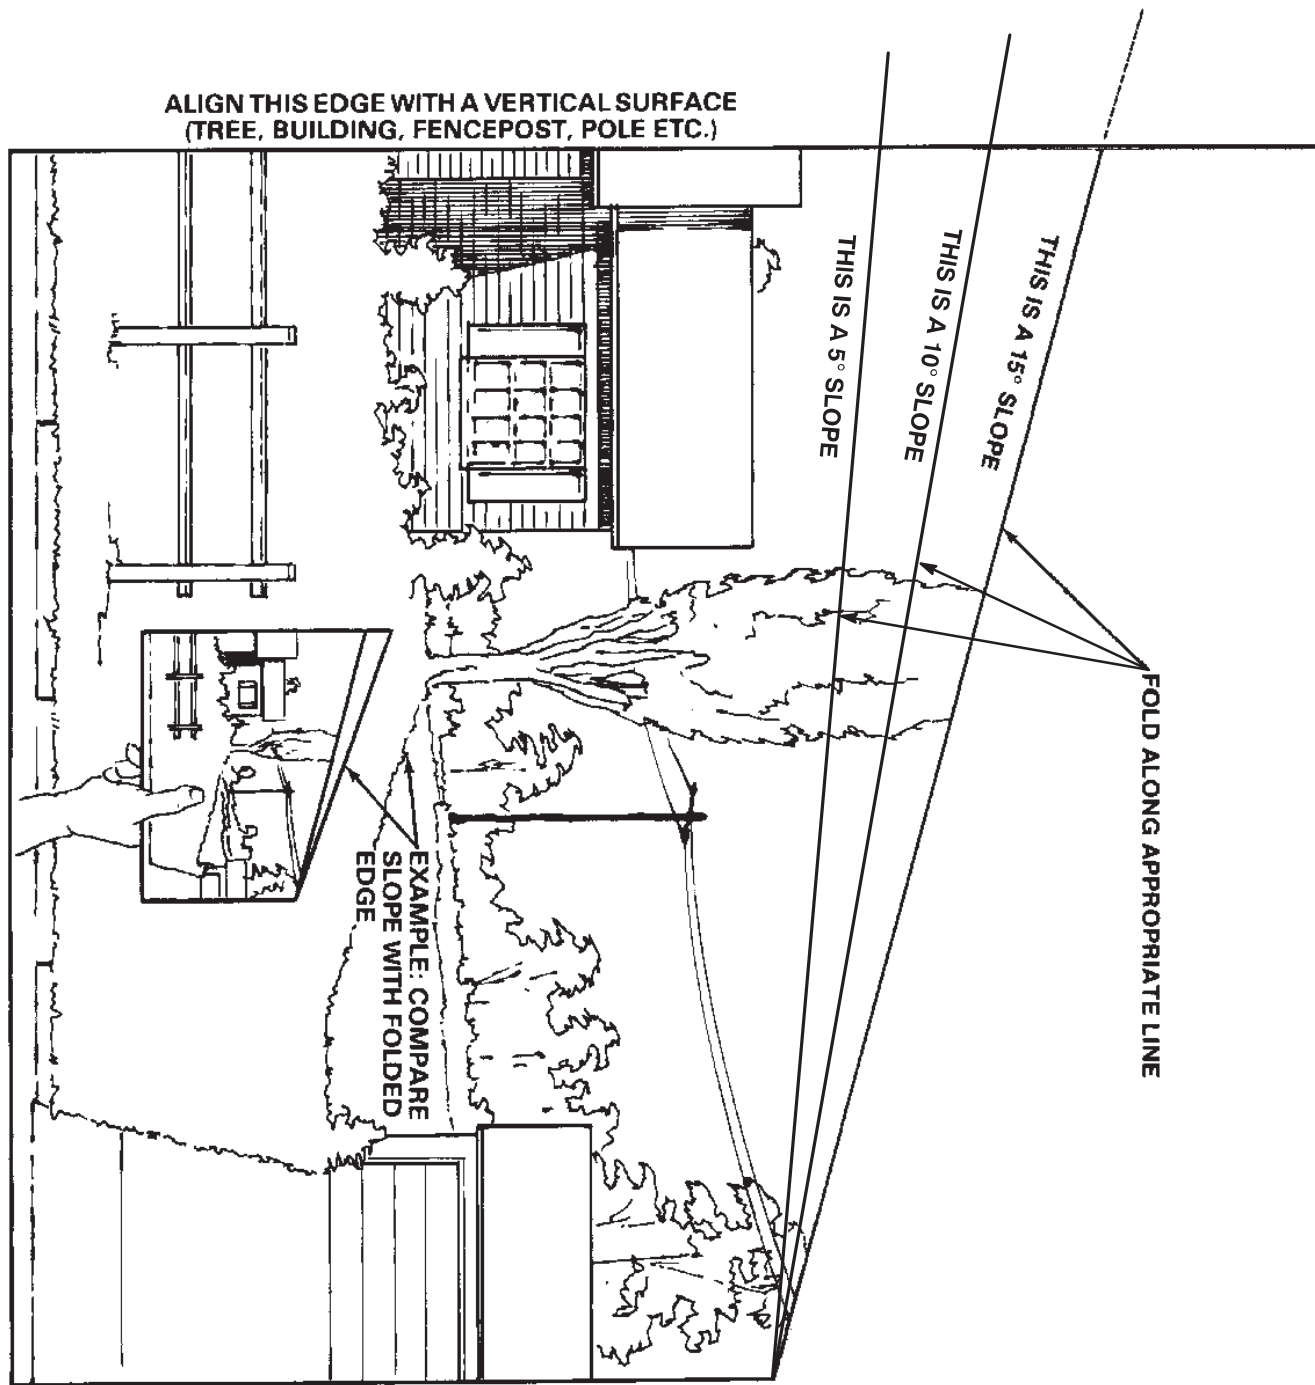 ALIGN THIS EDGE WITH A VERTICAL SURFACE
(TREE, BUILDING, FENCEPOST, POLE ETC.)
THIS IS A 5° SLOPE
THIS IS A 10° SLOPE
THIS IS A 15° SLOPE
FOLD ALONG APPROPRIATE LINE
EXAMPLE: COMPARE
SLOPE WITH FOLDED
EDGE